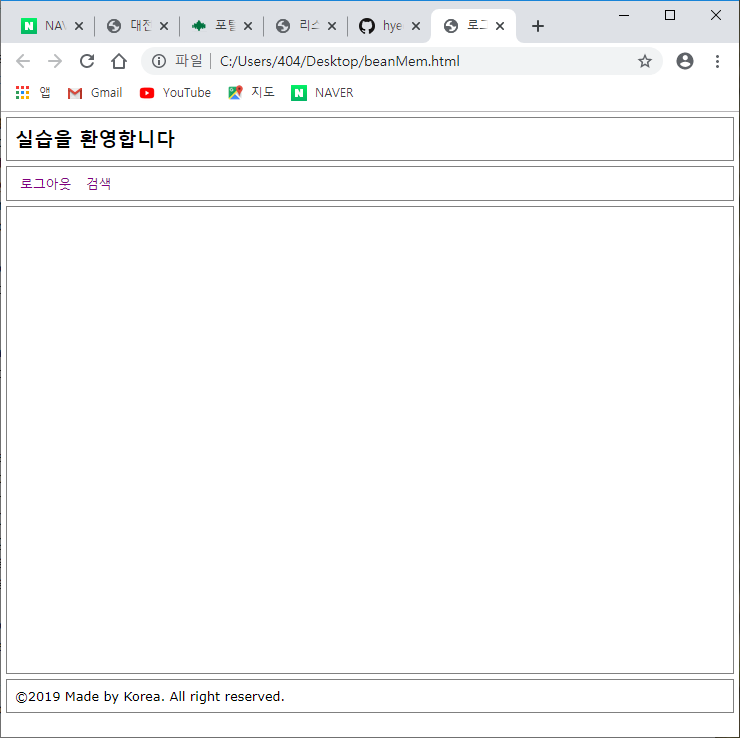 NAV
대전
포털
리스
hye
로그
파일 C:/Users/404/Desktop/beanMem.html
앱 Gmail YouTube 지도 NAVER
실습을 환영합니다
로그아웃 검색
©2019 Made by Korea. All right reserved.